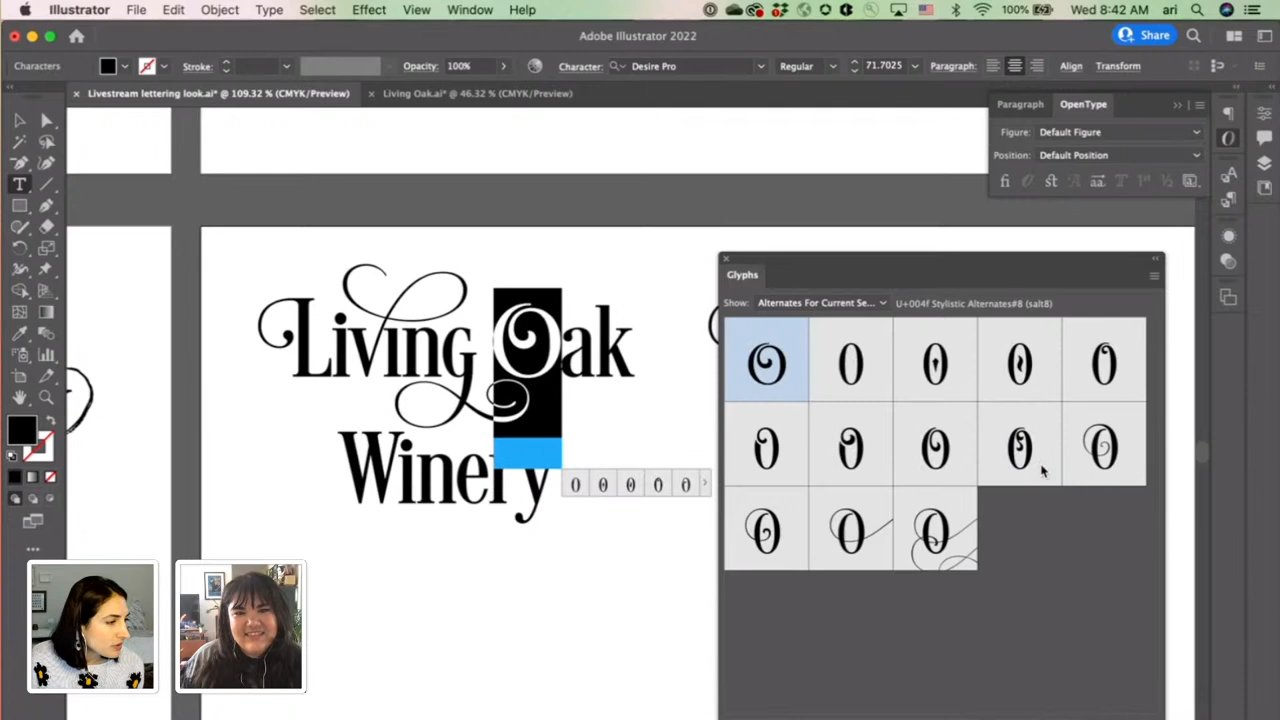 Illustrator File Edit Object Type Select Effect View Window Help 100% Wed 8:42 AM ari
Adobe Illustrator 2022 Share
Characters Stroke: Opacity: 100% Character: Desire Pro Regular 71.7025 Paragraph: Align Transform
× Livestream lettering look.ai* @ 109.32 % (CMYK/Preview) × Living Oak.ai* @ 46.32 % (CMYK/Preview)
Paragraph OpenType
Figure: Default Figure
Position: Default Position
Glyphs
Show: Alternates For Current Se... U+004f Stylistic Alternates#8 (salt8)
Living Oak
Winery
O O O O O
O O O O O
O O O O O
O O O